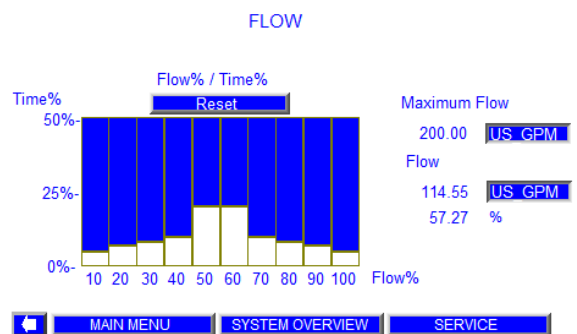 FLOW
Flow% / Time%
Time%
Reset
50%-
25%-
0%-
10 20 30 40 50 60 70 80 90 100 Flow%
Maximum Flow
200.00 US_GPM
Flow
114.55 US_GPM
57.27 %
MAIN MENU SYSTEM OVERVIEW SERVICE